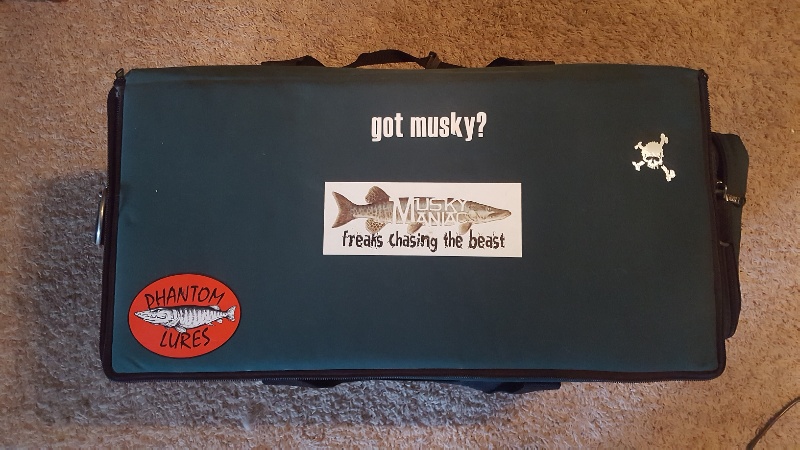 got musky?
MUSKY
MANIAC
freaks chasing the beast
PHANTOM
LURES